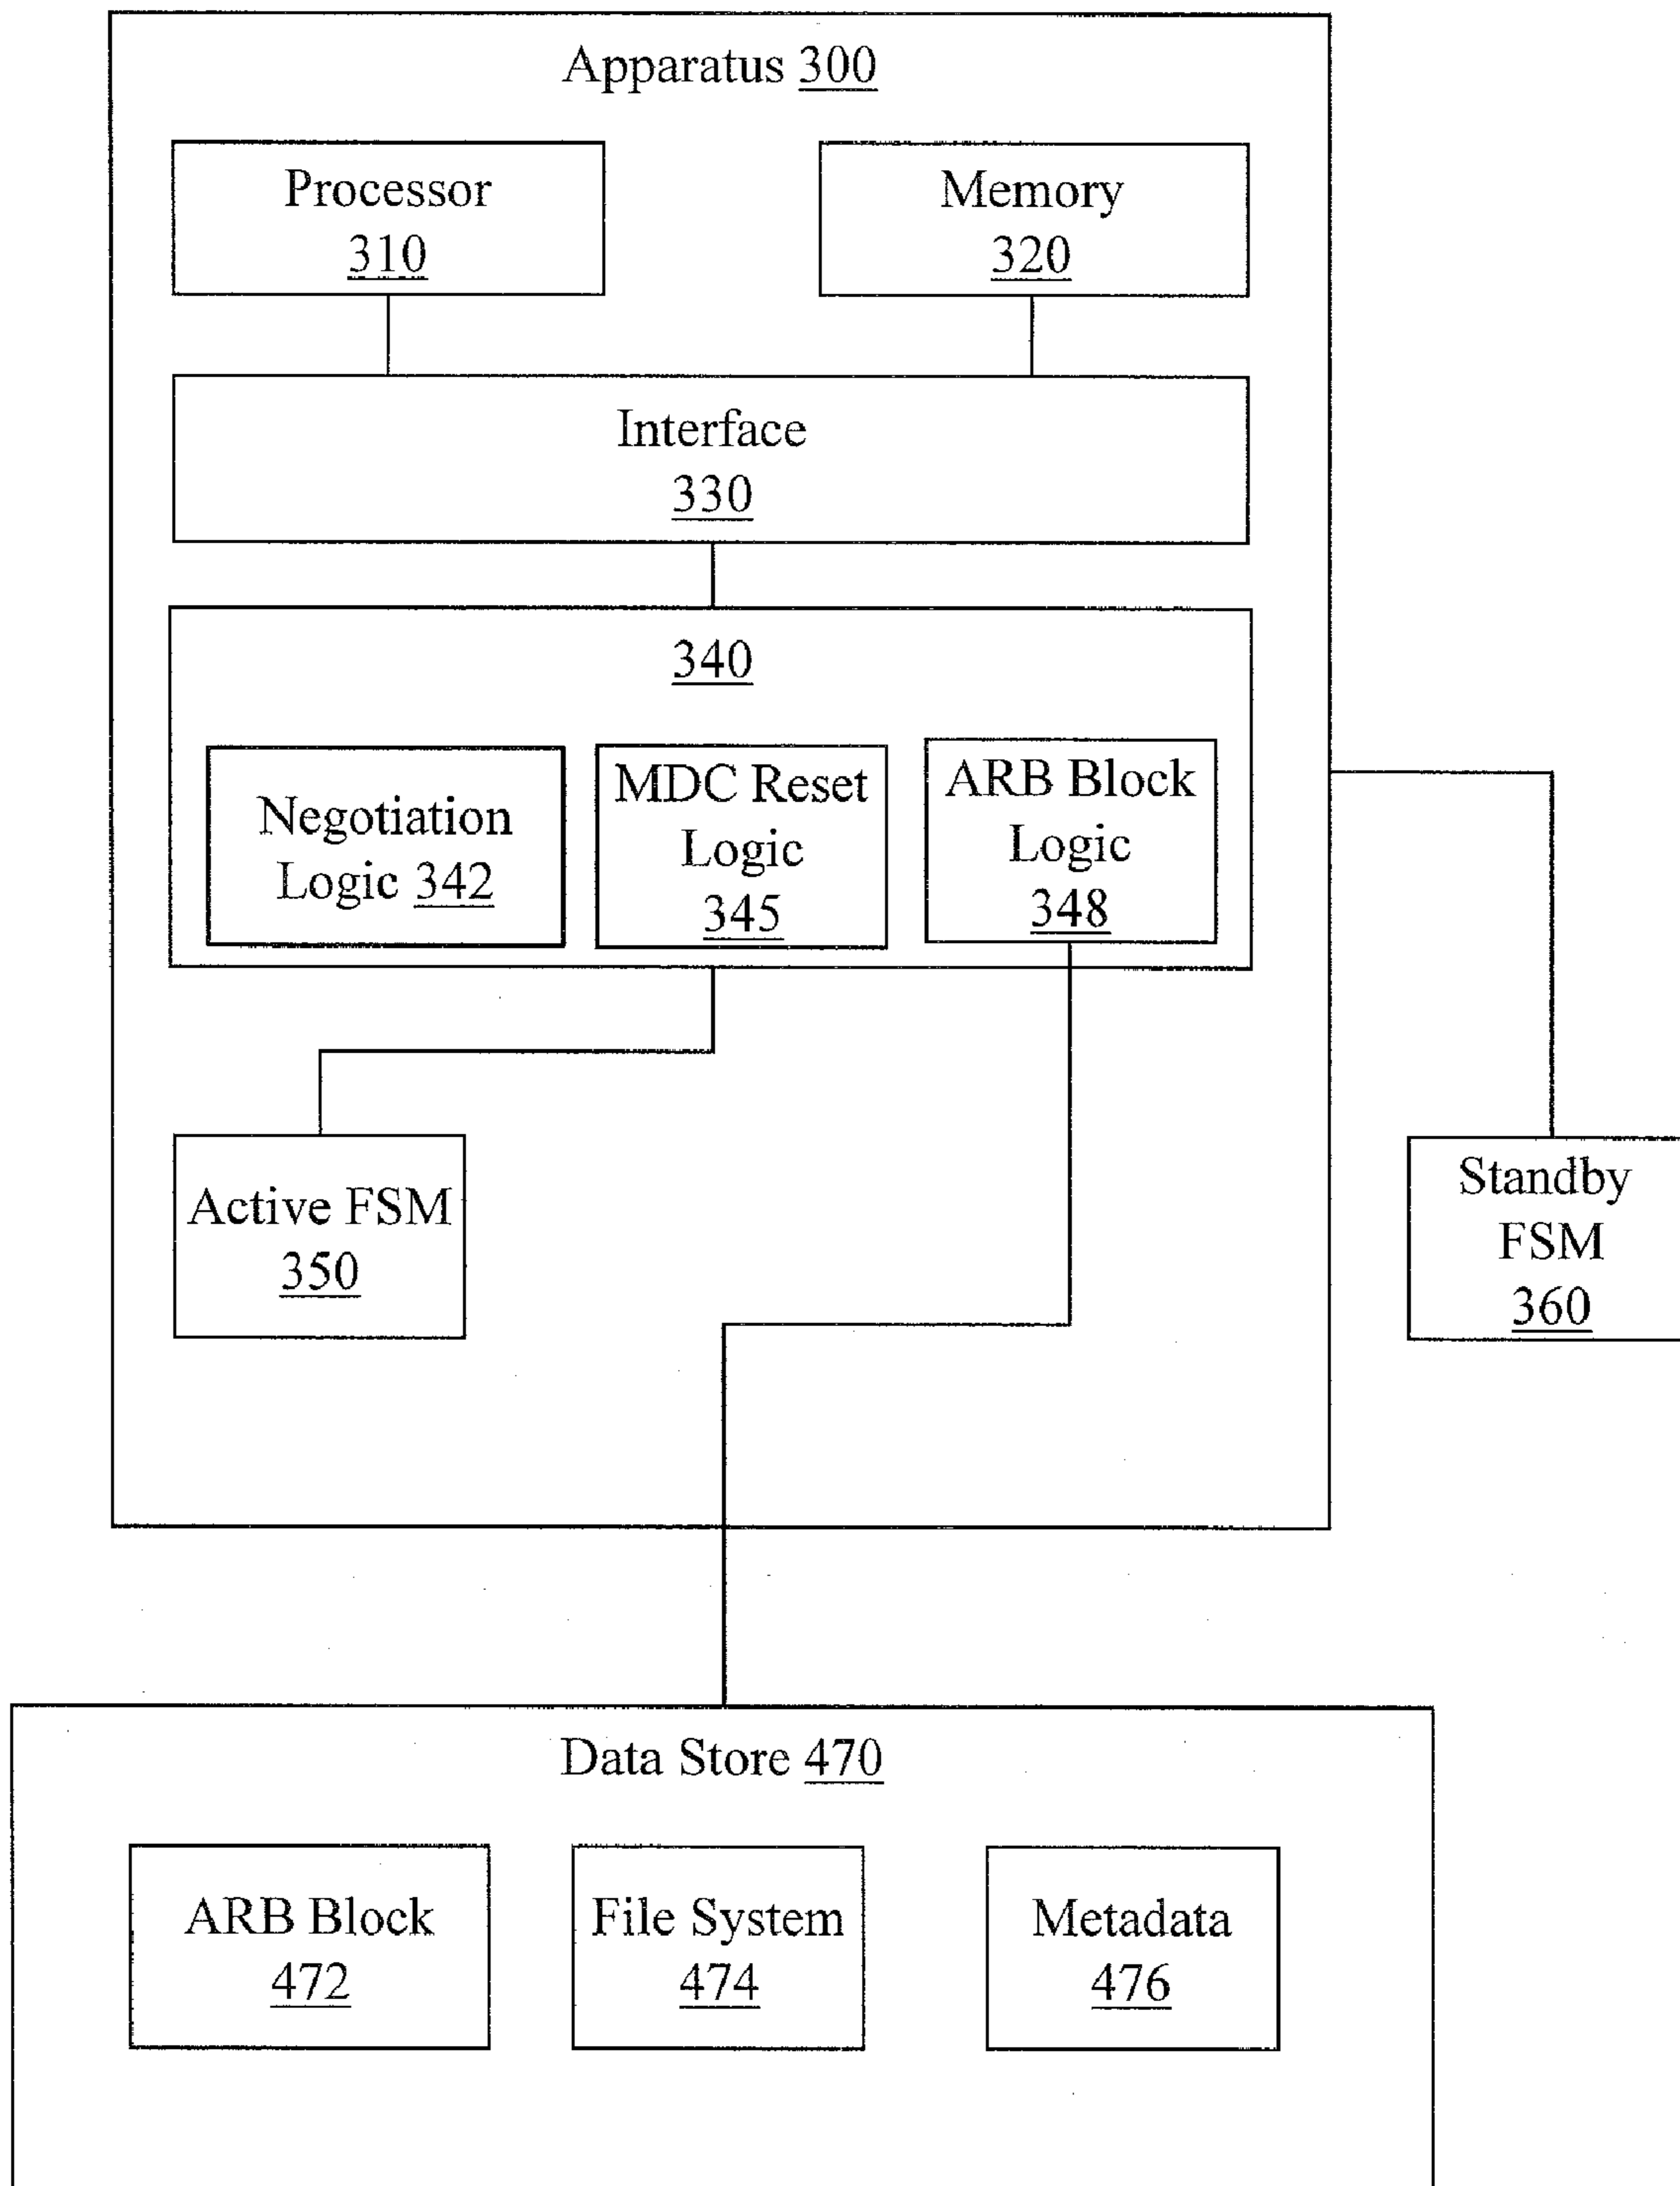 Apparatus 300
Processor
310
Memory
320
Interface
330
340
Negotiation
Logic 342
MDC Reset
Logic
345
ARB Block
Logic
348
Active FSM
350
Standby
FSM
360
Data Store 470
ARB Block
472
File System
474
Metadata
476